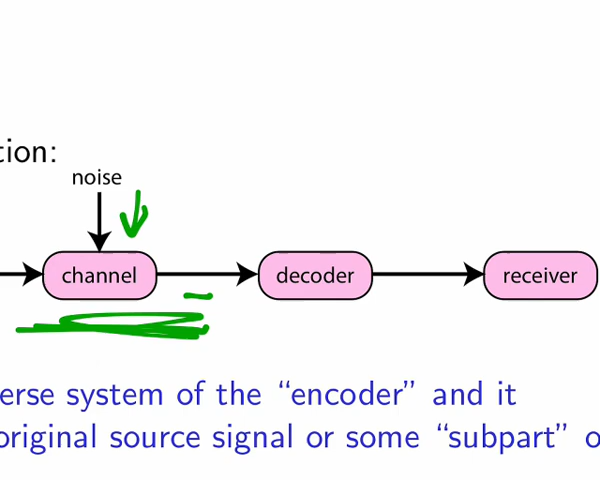 tion:
noise
channel decoder receiver
erse system of the “encoder” and it
original source signal or some “subpart” o